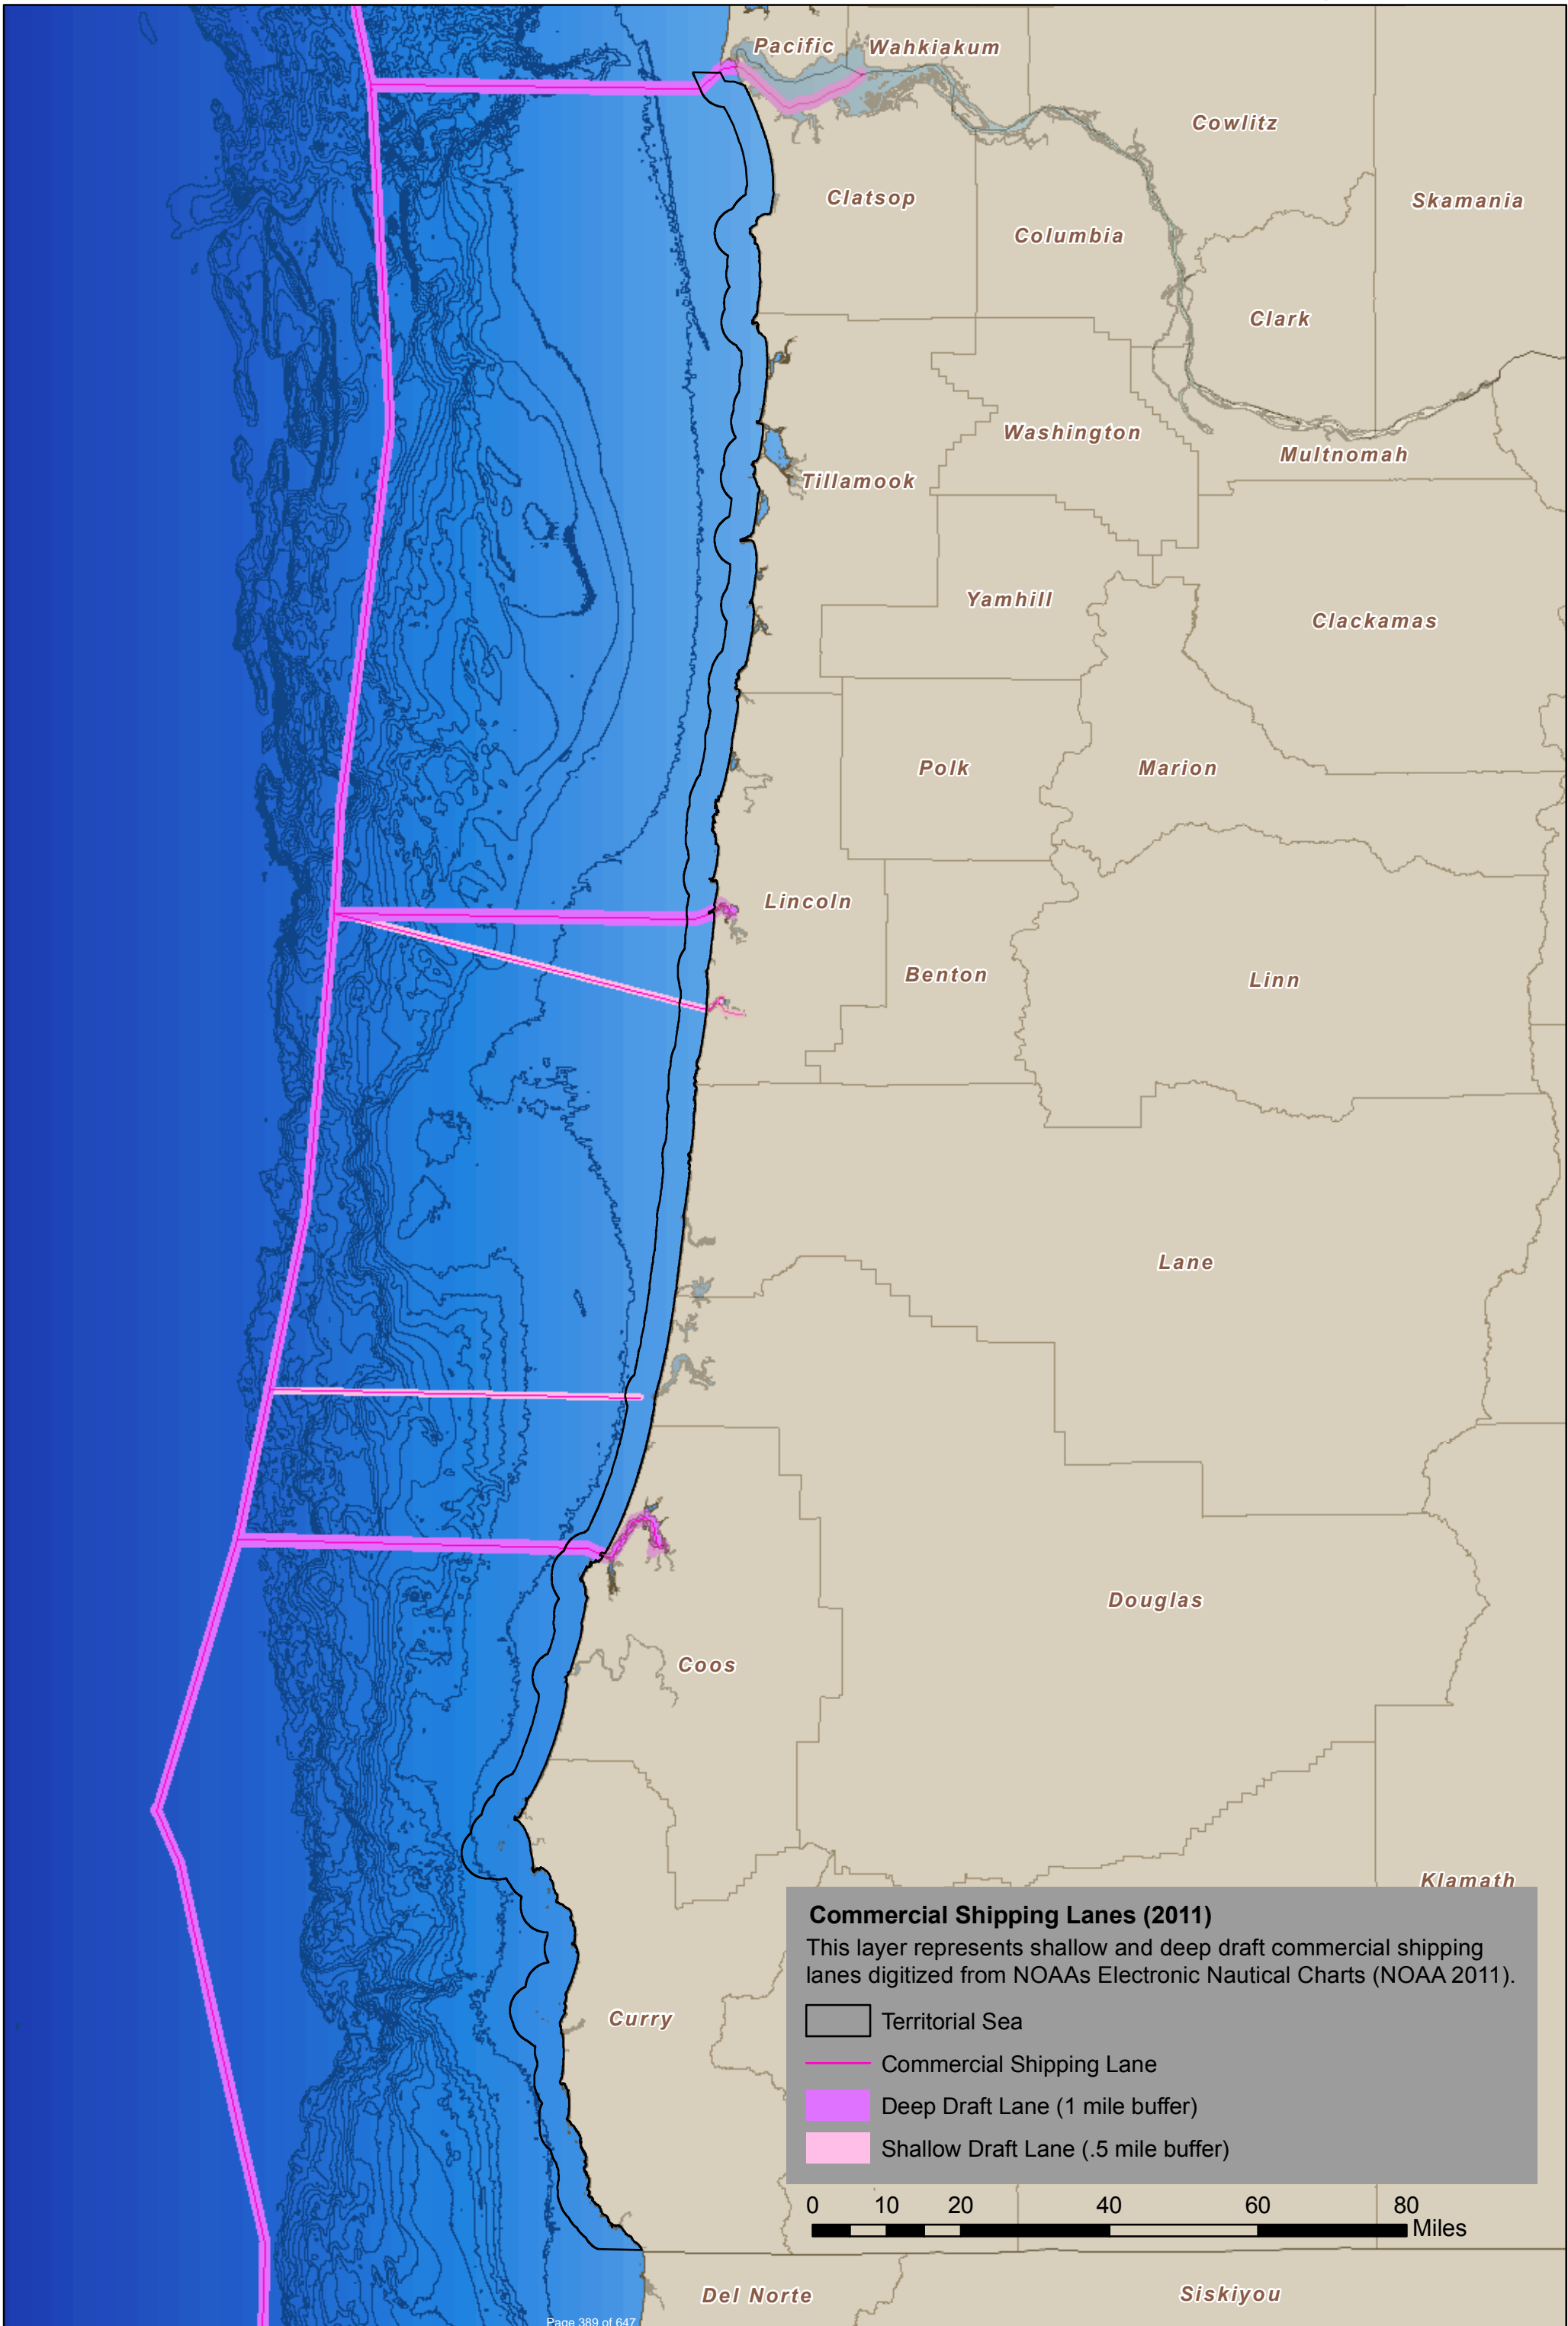 Pacific
Wahkiakum
Cowlitz
Clatsop
Skamania
Columbia
Clark
Washington
Multnomah
Tillamook
Yamhill
Clackamas
Polk
Marion
Lincoln
Benton
Linn
Lane
Douglas
Coos
Klamath
Curry
Commercial Shipping Lanes (2011)
This layer represents shallow and deep draft commercial shipping
lanes digitized from NOAAs Electronic Nautical Charts (NOAA 2011).
Territorial Sea
Commercial Shipping Lane
Deep Draft Lane (1 mile buffer)
Shallow Draft Lane (.5 mile buffer)
0 10 20 40 60 80
Miles
Del Norte
Siskiyou
Page 389 of 647